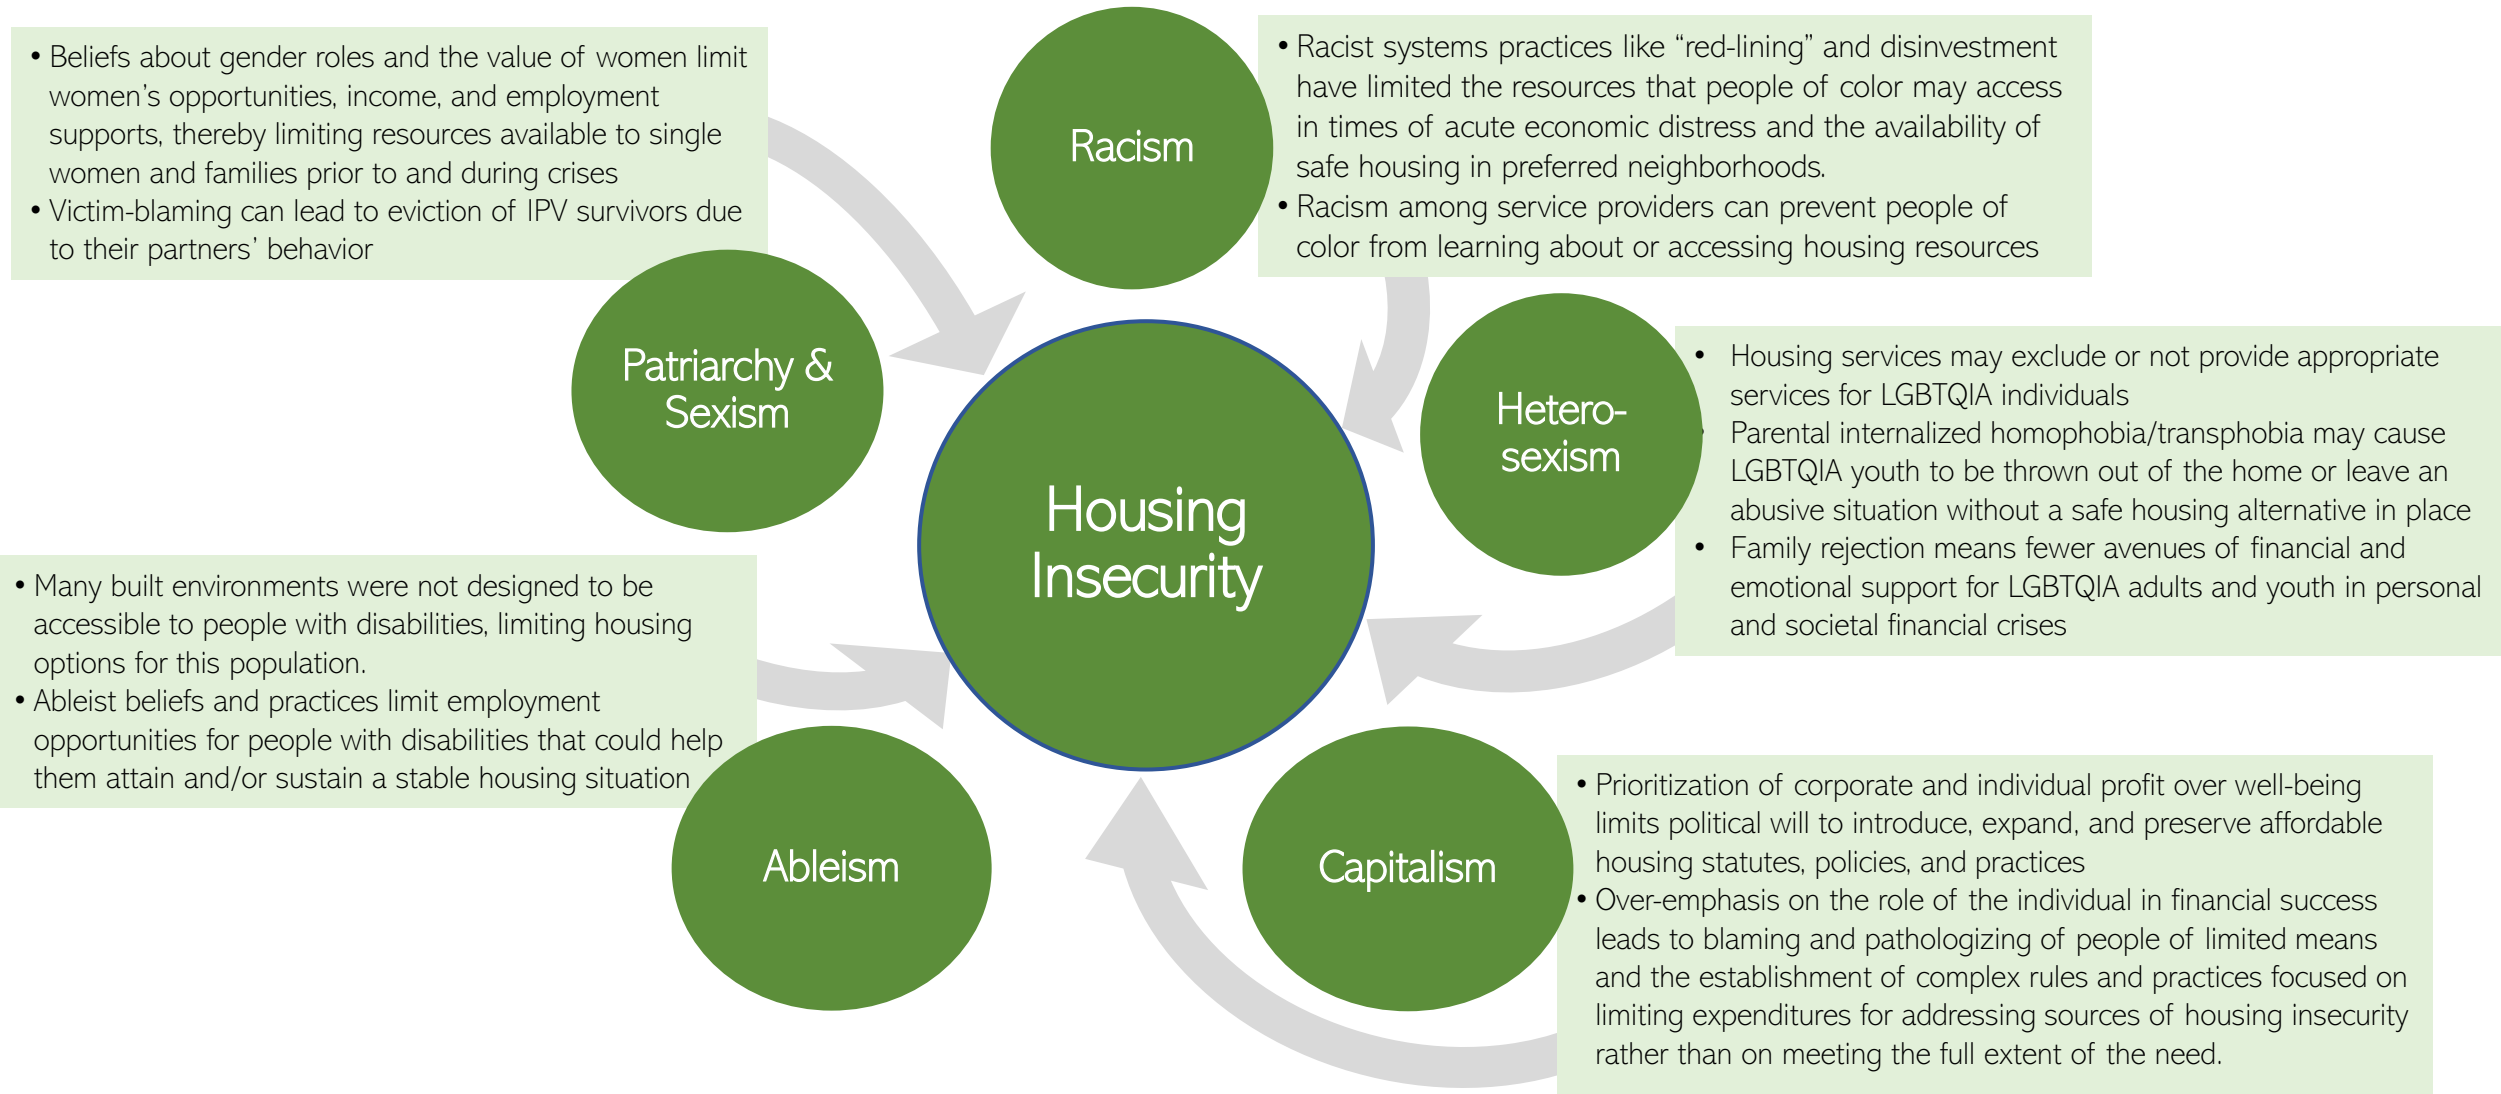 • Beliefs about gender roles and the value of women limit
women’s opportunities, income, and employment
supports, thereby limiting resources available to single
women and families prior to and during crises
• Victim-blaming can lead to eviction of IPV survivors due
to their partners’ behavior
Patriarchy &
Sexism
Racism
• Racist systems practices like “red-lining” and disinvestment
have limited the resources that people of color may access
in times of acute economic distress and the availability of
safe housing in preferred neighborhoods.
• Racism among service providers can prevent people of
color from learning about or accessing housing resources
Hetero-
sexism
• Housing services may exclude or not provide appropriate
services for LGBTQIA individuals
• Parental internalized homophobia/transphobia may cause
LGBTQIA youth to be thrown out of the home or leave an
abusive situation without a safe housing alternative in place
• Family rejection means fewer avenues of financial and
emotional support for LGBTQIA adults and youth in personal
and societal financial crises
Housing
Insecurity
• Many built environments were not designed to be
accessible to people with disabilities, limiting housing
options for this population.
• Ableist beliefs and practices limit employment
opportunities for people with disabilities that could help
them attain and/or sustain a stable housing situation
Ableism
Capitalism
• Prioritization of corporate and individual profit over well-being
limits political will to introduce, expand, and preserve affordable
housing statutes, policies, and practices
• Over-emphasis on the role of the individual in financial success
leads to blaming and pathologizing of people of limited means
and the establishment of complex rules and practices focused on
limiting expenditures for addressing sources of housing insecurity
rather than on meeting the full extent of the need.